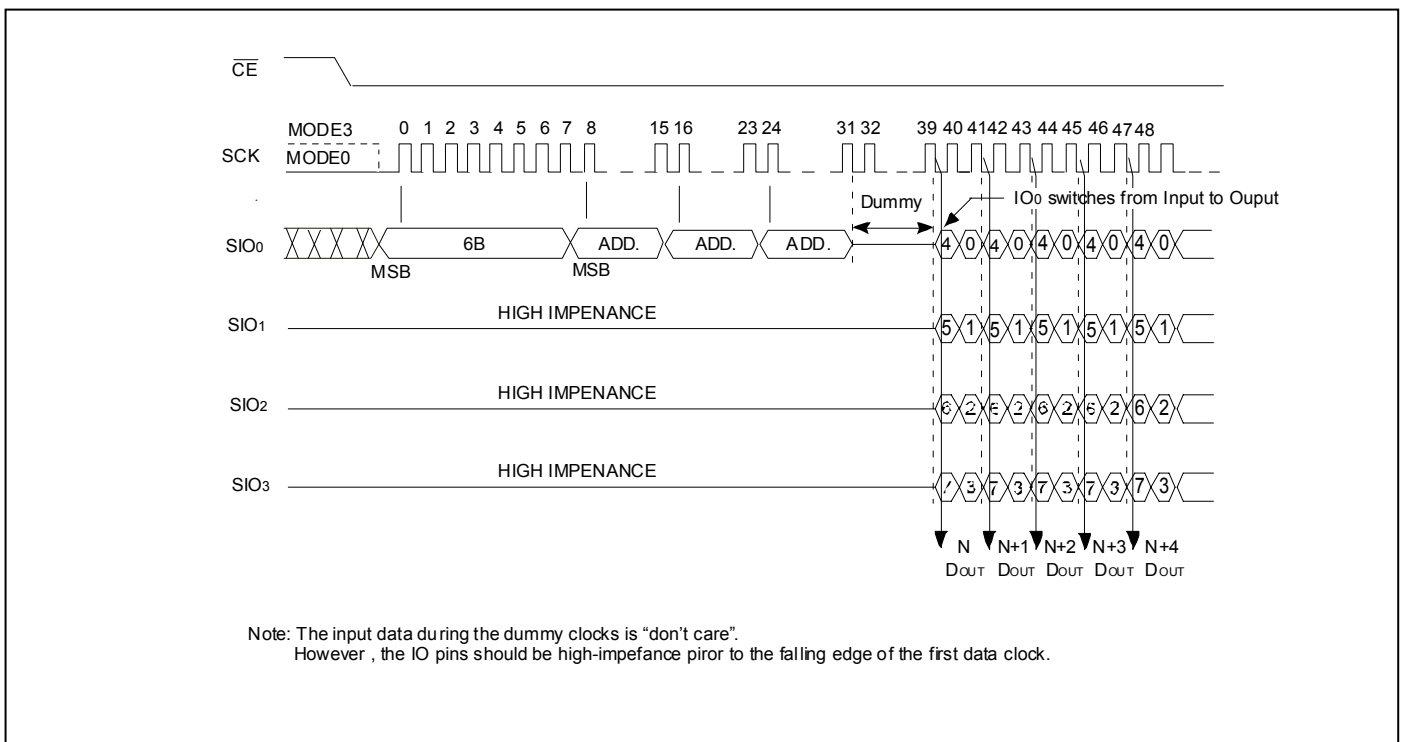 CE
MODE3 0 1 2 3 4 5 6 7 8 15 16 23 24 31 32 39 40 41 42 43 44 45 46 47 48
SCK MODE0
Dummy IO0 switches from Input to Ouput
SIO0 6B ADD. ADD. ADD. 4 0 4 0 4 0 4 0 4 0
MSB MSB
SIO1 HIGH IMPENANCE 5 1 5 1 5 1 5 1 5 1
SIO2 HIGH IMPENANCE 6 2 6 2 6 2 6 2 6 2
SIO3 HIGH IMPENANCE 7 3 7 3 7 3 7 3 7 3
N N+1 N+2 N+3 N+4
DOUT DOUT DOUT DOUT DOUT
Note: The input data during the dummy clocks is “don’t care”.
However , the IO pins should be high-impefance piror to the falling edge of the first data clock.